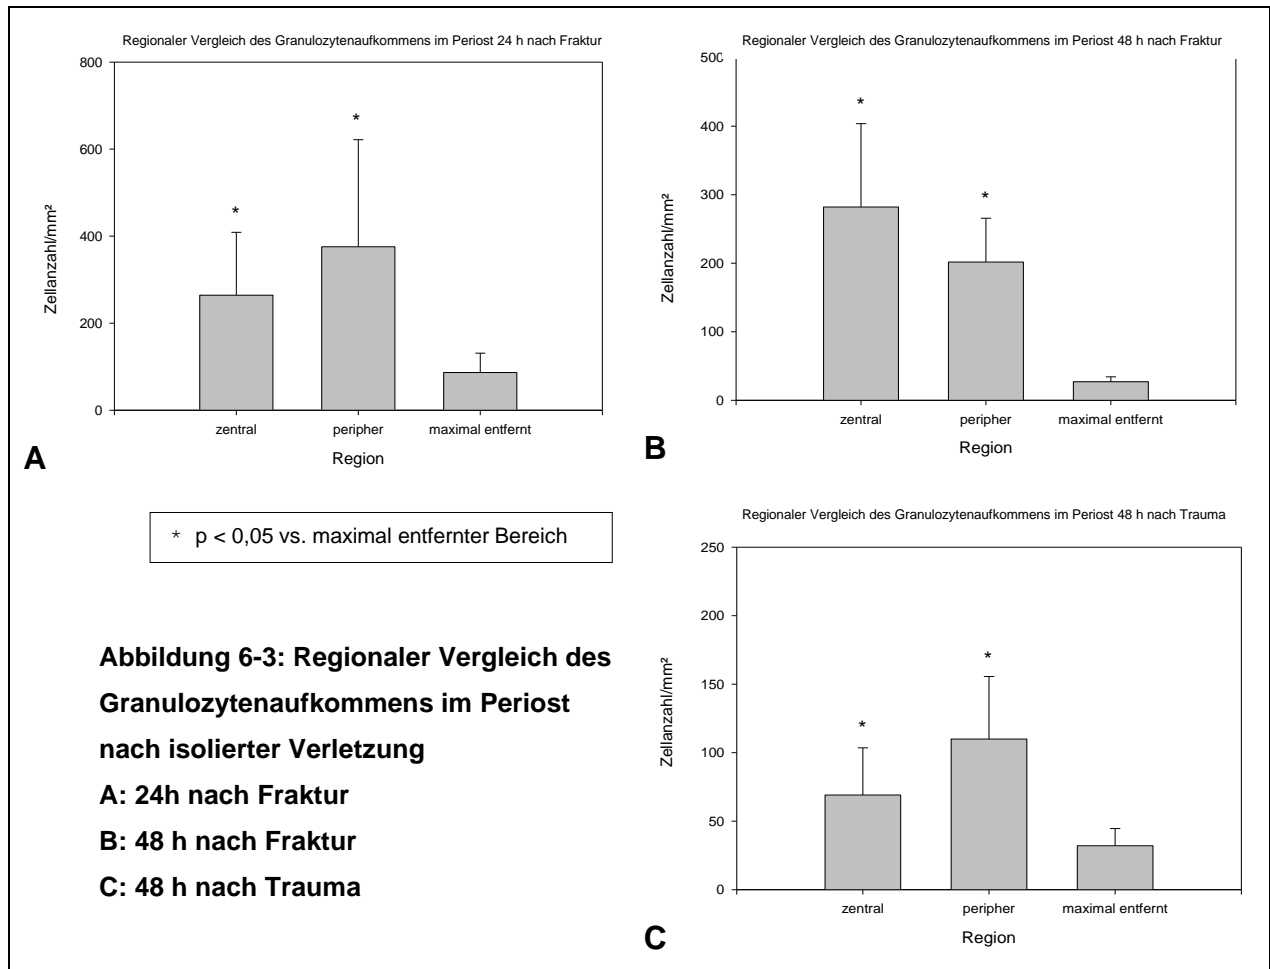 Regionaler Vergleich des Granulozytenaufkommens im Periost 24 h nach Fraktur
800
600
400
200
0
Zellanzahl/mm²
*
*
zentral
peripher
maximal entfernt
Region
A
Regionaler Vergleich des Granulozytenaufkommens im Periost 48 h nach Fraktur
500
400
300
200
100
0
Zellanzahl/mm²
*
*
zentral
peripher
maximal entfernt
Region
B
* p < 0,05 vs. maximal entfernter Bereich
Abbildung 6-3: Regionaler Vergleich des
Granulozytenaufkommens im Periost
nach isolierter Verletzung
A: 24h nach Fraktur
B: 48 h nach Fraktur
C: 48 h nach Trauma
Regionaler Vergleich des Granulozytenaufkommens im Periost 48 h nach Trauma
250
200
150
100
50
0
Zellanzahl/mm²
*
*
zentral
peripher
maximal entfernt
Region
C